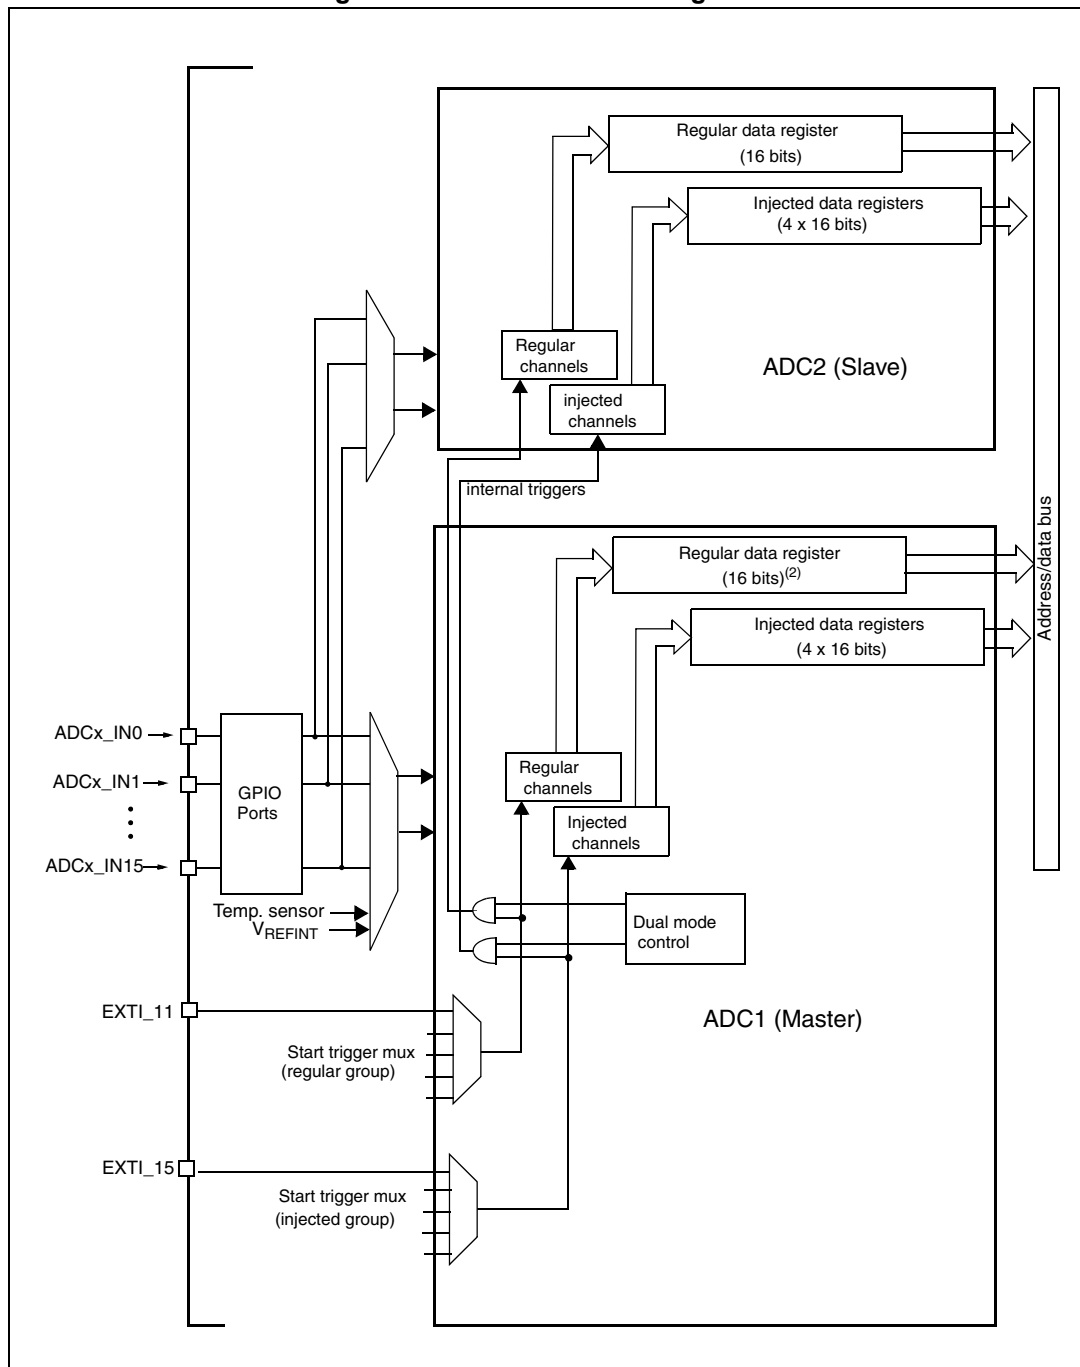 Regular data register
(16 bits)
Injected data registers
(4 x 16 bits)
Regular
channels
ADC2 (Slave)
injected
channels
internal triggers
Address/data bus
Regular data register
(16 bits)(2)
Injected data registers
(4 x 16 bits)
ADCx_IN0
ADCx_IN1
ADCx_IN15
GPIO
Ports
Regular
channels
Injected
channels
Temp. sensor
VREFINT
Dual mode
control
EXTI_11
ADC1 (Master)
Start trigger mux
(regular group)
EXTI_15
Start trigger mux
(injected group)